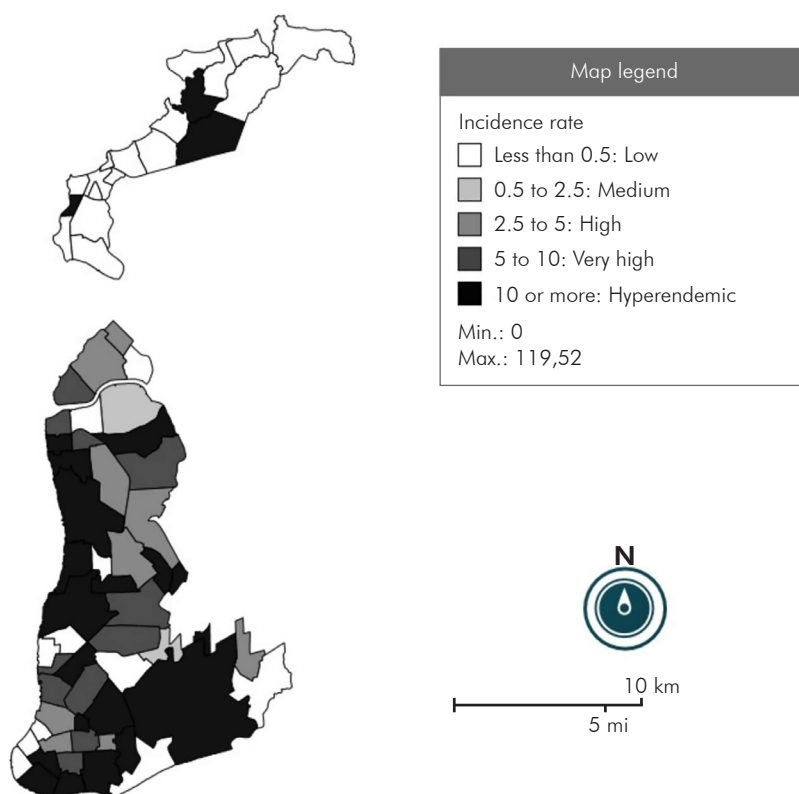 Map legend
Incidence rate
Less than 0.5: Low
0.5 to 2.5: Medium
2.5 to 5: High
5 to 10: Very high
10 or more: Hyperendemic
Min.: 0
Max.: 119,52
N
10 km
5 mi